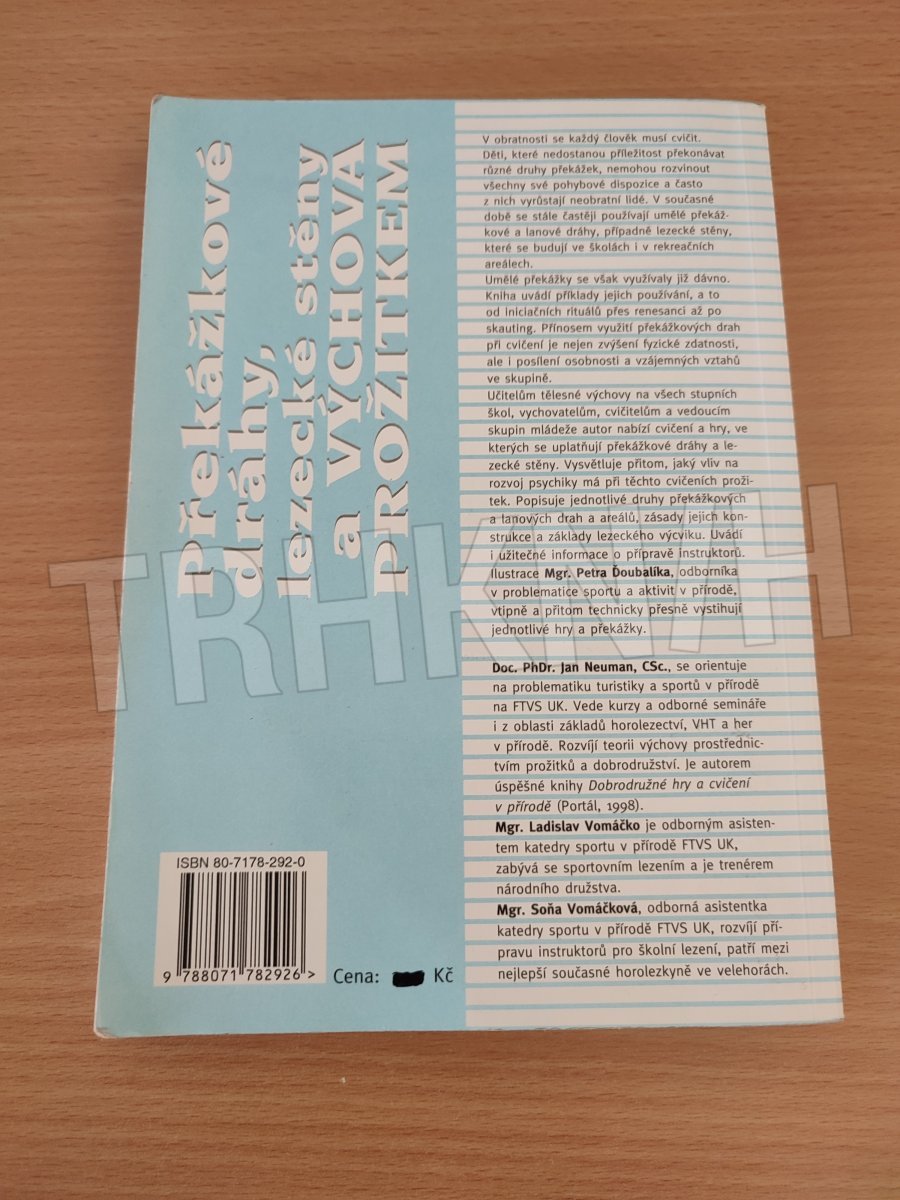 Překážkové
dráhy,
lezecké stěny
a VÝCHOVA
PROŽITKEM
V obratnosti se každý člověk musí cvičit.
Děti, které nedostanou příležitost překonávat
různé druhy překážek, nemohou rozvinout
všechny své pohybové dispozice a často
z nich vyrůstají neobratní lidé. V současné
době se stále častěji používají umělé překáž-
kové a lanové dráhy, případně lezecké stěny,
které se budují ve školách i v rekreačních
areálech.
Umělé překážky se však využívaly již dávno.
Kniha uvádí příklady jejich používání, a to
od iniciačních rituálů přes renesanci až po
skauting. Přínosem využití překážkových drah
při cvičení je nejen zvýšení fyzické zdatnosti,
ale i posílení osobnosti a vzájemných vztahů
ve skupině.
Učitelům tělesné výchovy na všech stupních
škol, vychovatelům, cvičitelům a vedoucím
skupin mládeže autor nabízí cvičení a hry, ve
kterých se uplatňují překážkové dráhy a le-
zecké stěny. Vysvětluje přitom, jaký vliv na
rozvoj psychiky má při těchto cvičeních proži-
tek. Popisuje jednotlivé druhy překážkových
a lanových drah a areálů, zásady jejich kon-
strukce a základy lezeckého výcviku. Uvádí
i užitečné informace o přípravě instruktorů.
Ilustrace Mgr. Petra Ďoubalíka, odborníka
v problematice sportu a aktivit v přírodě,
vtipně a přitom technicky přesně vystihují
jednotlivé hry a překážky.
Doc. PhDr. Jan Neuman, CSc., se orientuje
na problematiku turistiky a sportů v přírodě
na FTVS UK. Vede kurzy a odborné semináře
i z oblasti základů horolezectví, VHT a her
v přírodě. Rozvíjí teorii výchovy prostřednic-
tvím prožitků a dobrodružství. Je autorem
úspěšné knihy Dobrodružné hry a cvičení
v přírodě (Portál, 1998).
Mgr. Ladislav Vomáčko je odborným asisten-
tem katedry sportu v přírodě FTVS UK,
zabývá se sportovním lezením a je trenérem
národního družstva.
Mgr. Soňa Vomáčková, odborná asistentka
katedry sportu v přírodě FTVS UK, rozvíjí pří-
pravu instruktorů pro školní lezení, patří mezi
nejlepší současné horolezkyně ve velehorách.
ISBN 80-7178-292-0
9 788071 782926 >
Cena: Kč
TRHKNIH